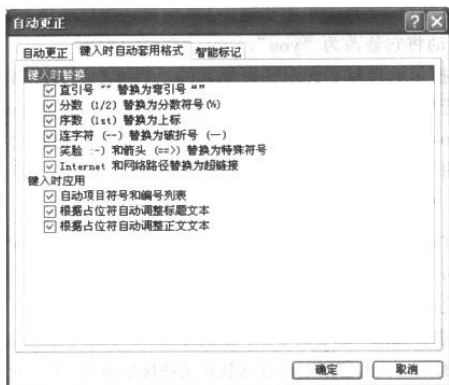 动将它修改为“you”.
自动更正
自动更正 键入时自动套用格式 智能标记
键入时替换
直引号 "" 替换为弯引号 “”
分数 (1/2) 替换为分数符号(½)
序数 (1st) 替换为上标
连字符 (--) 替换为破折号 (—)
笑脸 :-) 和箭头 (==>) 替换为特殊符号
Internet 和网络路径替换为超链接
键入时应用
自动项目符号和编号列表
根据占位符自动调整标题文本
根据占位符自动调整正文文本
确定 取消